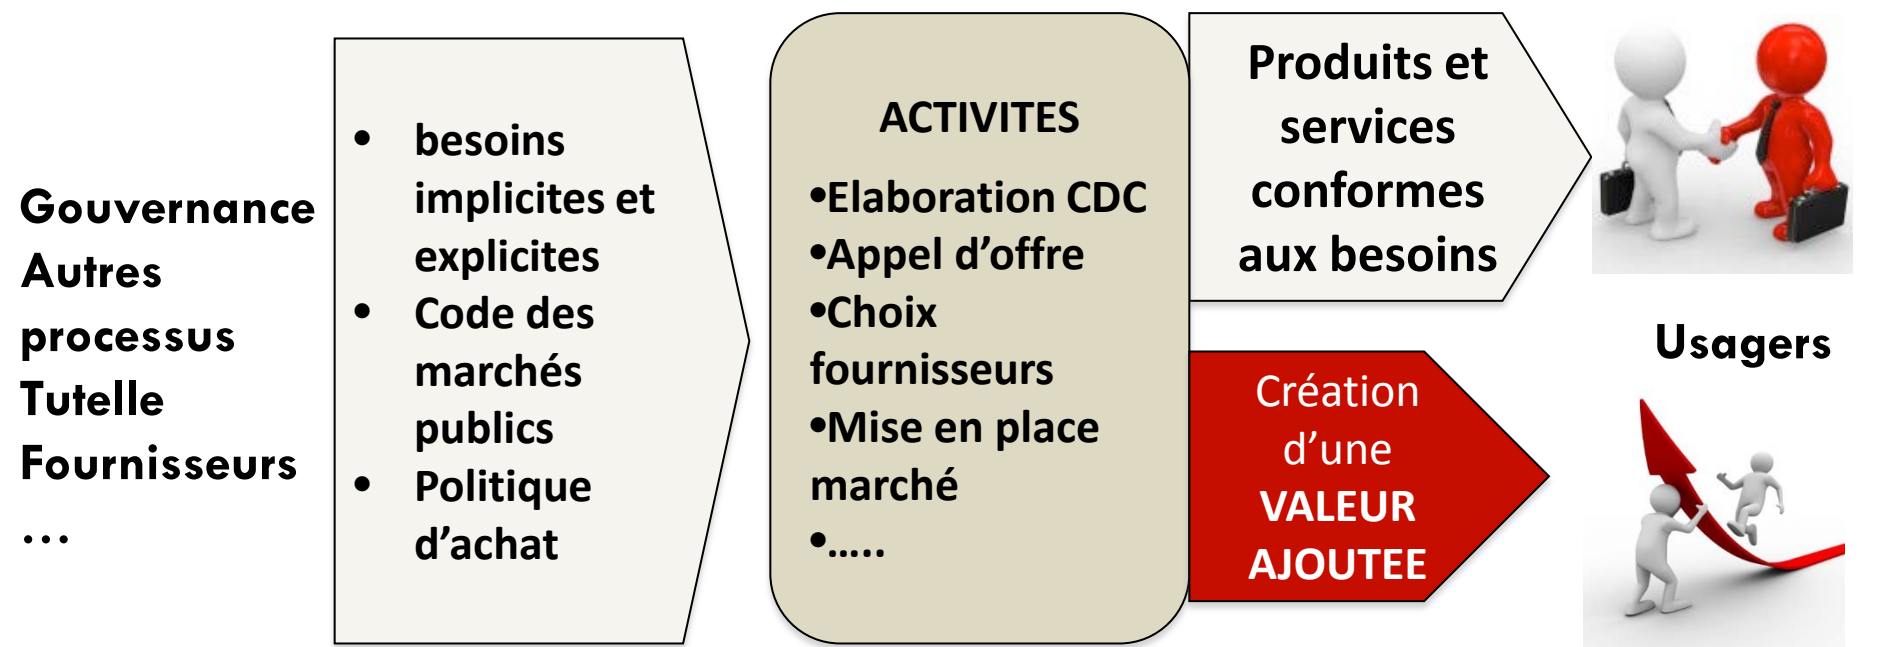 Gouvernance
Autres
processus
Tutelle
Fournisseurs
...
• besoins
implicites et
explicites
• Code des
marchés
publics
• Politique
d’achat
ACTIVITES
•Elaboration CDC
•Appel d’offre
•Choix
fournisseurs
•Mise en place
marché
•.....
Produits et
services
conformes
aux besoins
Création
d’une
VALEUR
AJOUTEE
Usagers